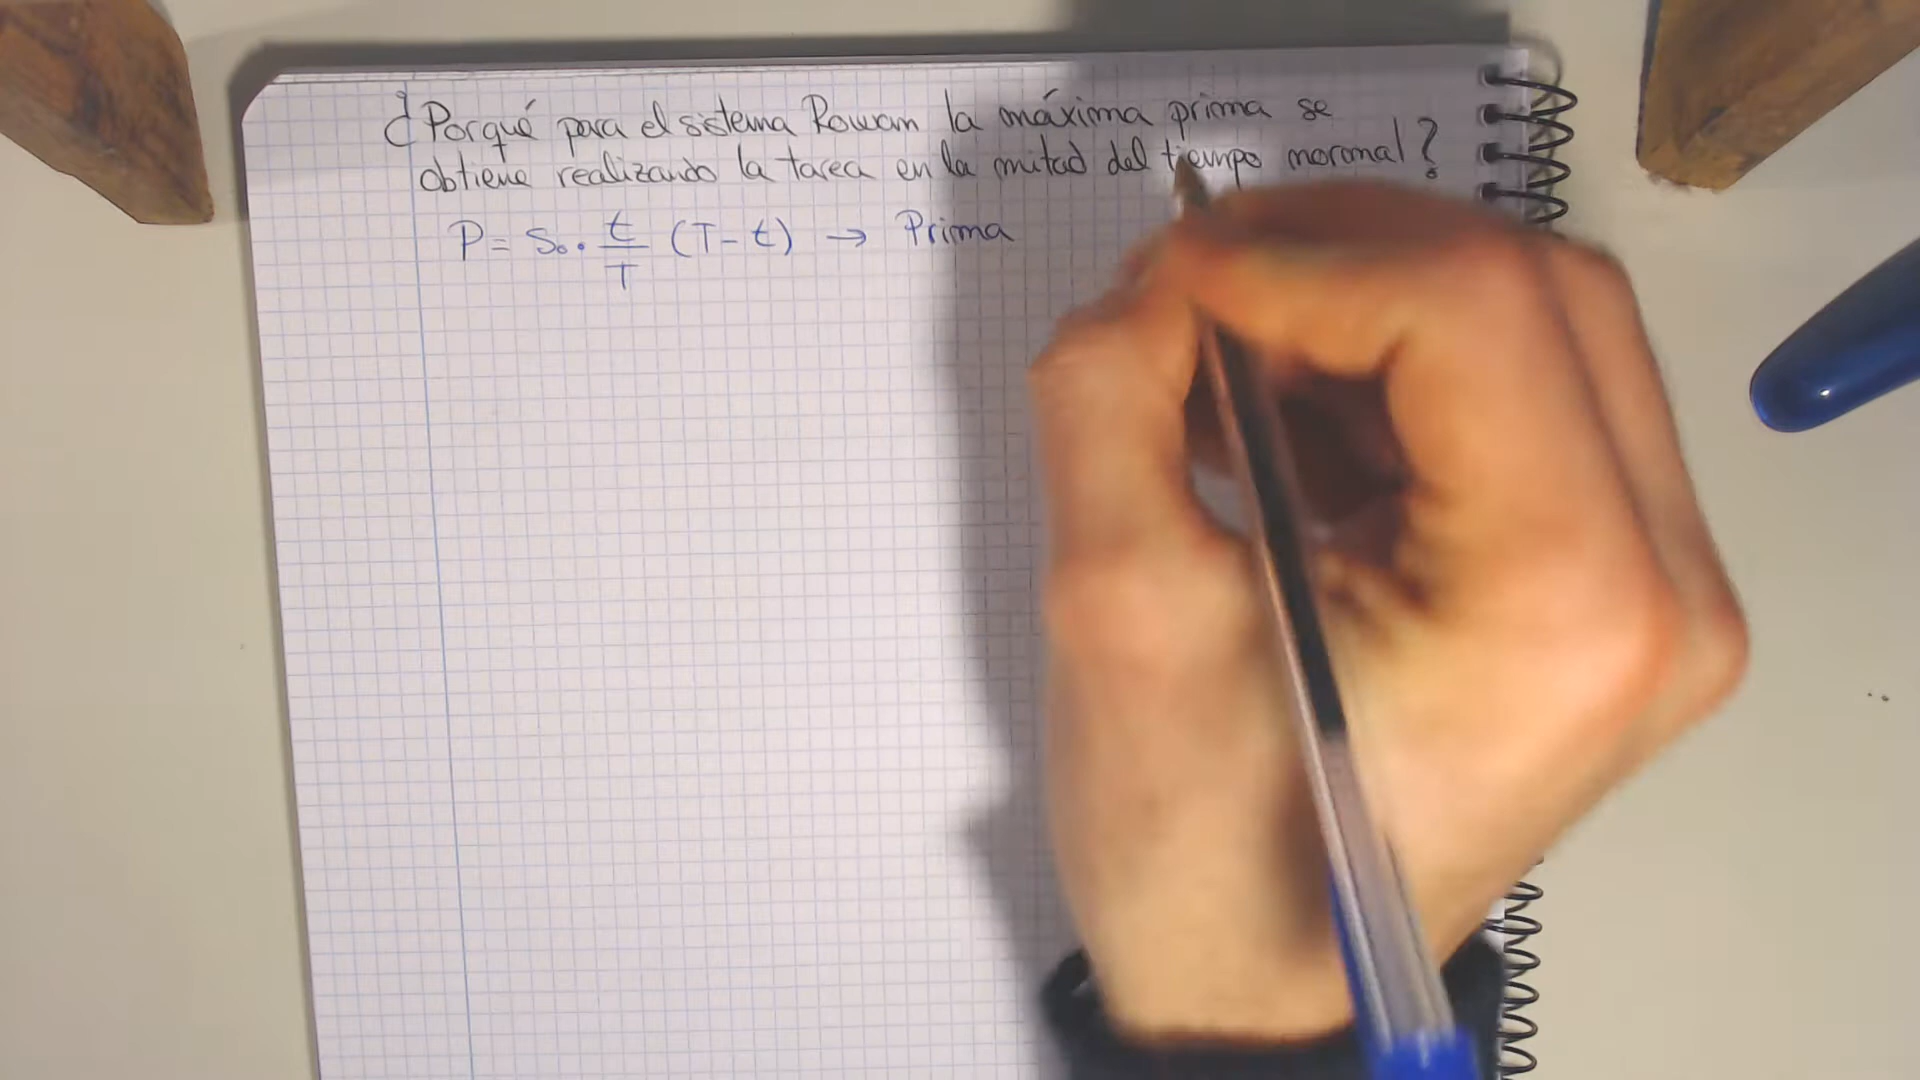 ¿Porqué para el sistema Rowan la máxima prima se
obtiene realizando la tarea en la mitad del tiempo normal?
P = S₀ · t/T (T - t) → Prima